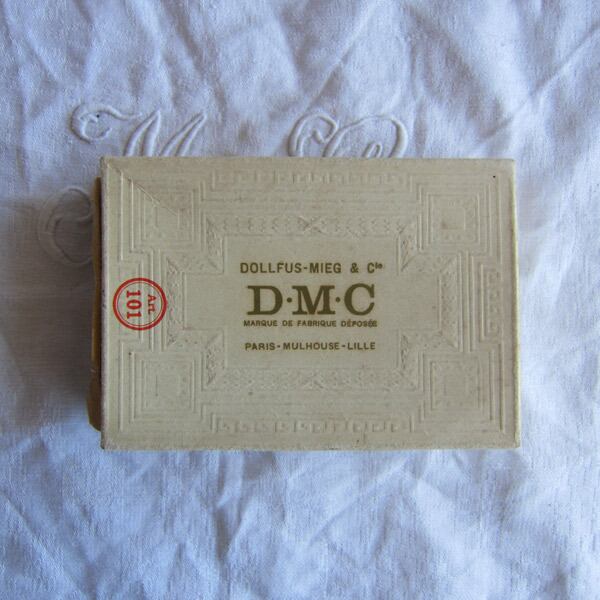 M C
DOLLFUS-MIEG & Cie
D·M·C
MARQUE DE FABRIQUE DÉPOSÉE
PARIS-MULHOUSE-LILLE
Art.
101